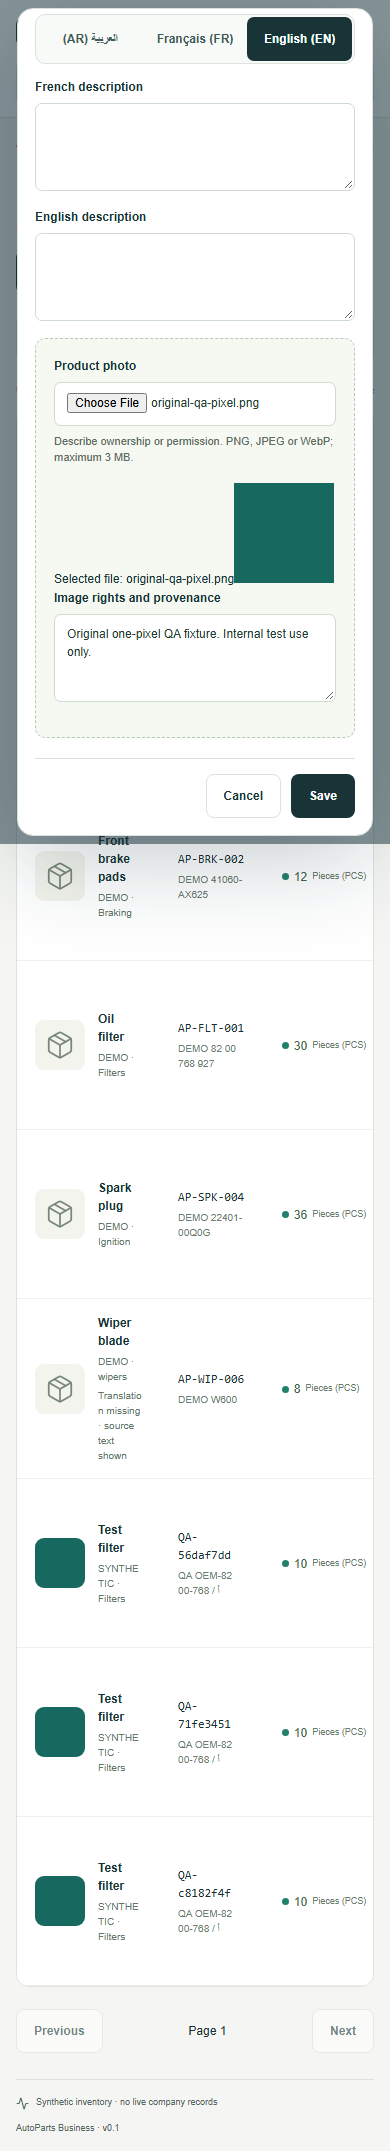 العربية (AR)
Français (FR)
English (EN)
French description
English description
Product photo
Choose File original-qa-pixel.png
Describe ownership or permission. PNG, JPEG or WebP;
maximum 3 MB.
Selected file: original-qa-pixel.png
Image rights and provenance
Original one-pixel QA fixture. Internal test use
only.
Cancel
Save
Front
brake
pads
DEMO ·
Braking
AP-BRK-002
DEMO 41060-
AX625
12 Pieces (PCS)
Oil
filter
DEMO ·
Filters
AP-FLT-001
DEMO 82 00
768 927
30 Pieces (PCS)
Spark
plug
DEMO ·
Ignition
AP-SPK-004
DEMO 22401-
00Q0G
36 Pieces (PCS)
Wiper
blade
DEMO ·
wipers
Translatio
n missing
· source
text
shown
AP-WIP-006
DEMO W600
8 Pieces (PCS)
Test
filter
SYNTHE
TIC ·
Filters
QA-
56daf7dd
QA OEM-82
00-768 / أ
10 Pieces (PCS)
Test
filter
SYNTHE
TIC ·
Filters
QA-
71fe3451
QA OEM-82
00-768 / أ
10 Pieces (PCS)
Test
filter
SYNTHE
TIC ·
Filters
QA-
c8182f4f
QA OEM-82
00-768 / أ
10 Pieces (PCS)
Previous
Page 1
Next
Synthetic inventory · no live company records
AutoParts Business · v0.1